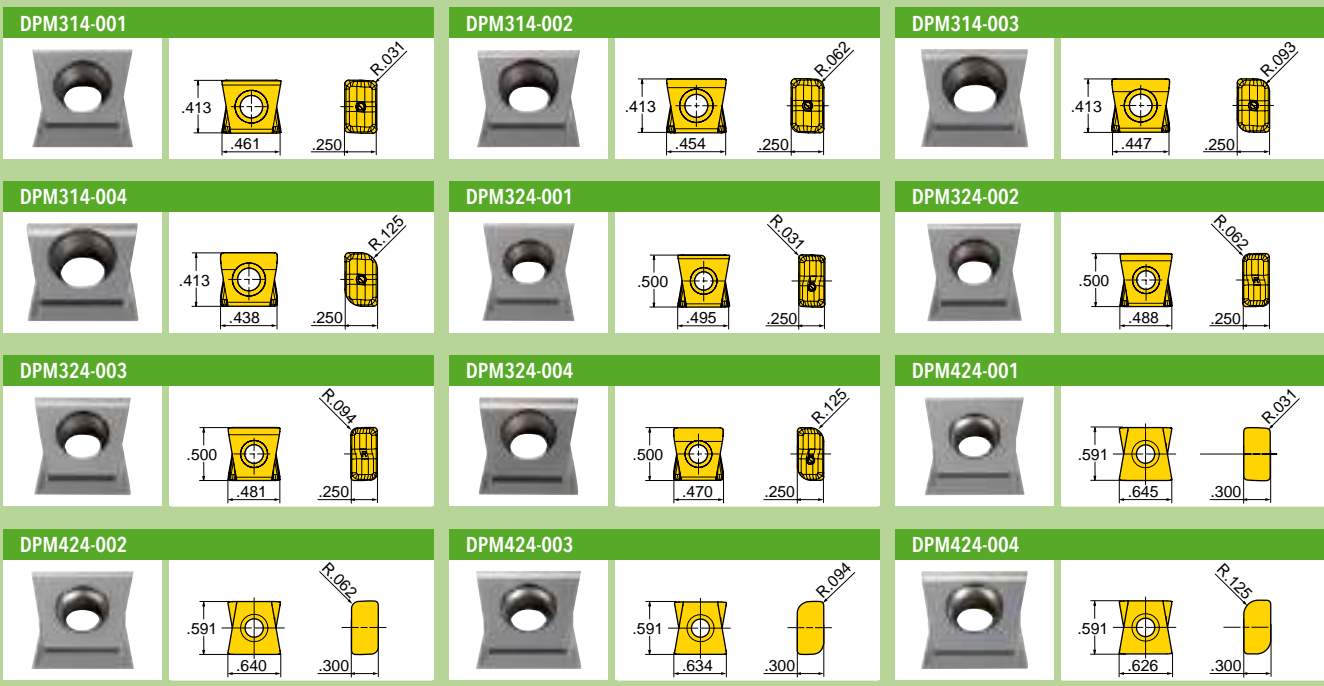 DPM314-001
R.031
.413
.461
.250
DPM314-002
R.062
.413
.454
.250
DPM314-003
R.093
.413
.447
.250
DPM314-004
R.125
.413
.438
.250
DPM324-001
R.031
.500
.495
.250
DPM324-002
R.062
.500
.488
.250
DPM324-003
R.094
.500
.481
.250
DPM324-004
R.125
.500
.470
.250
DPM424-001
R.031
.591
.645
.300
DPM424-002
R.062
.591
.640
.300
DPM424-003
R.094
.591
.634
.300
DPM424-004
R.125
.591
.626
.300